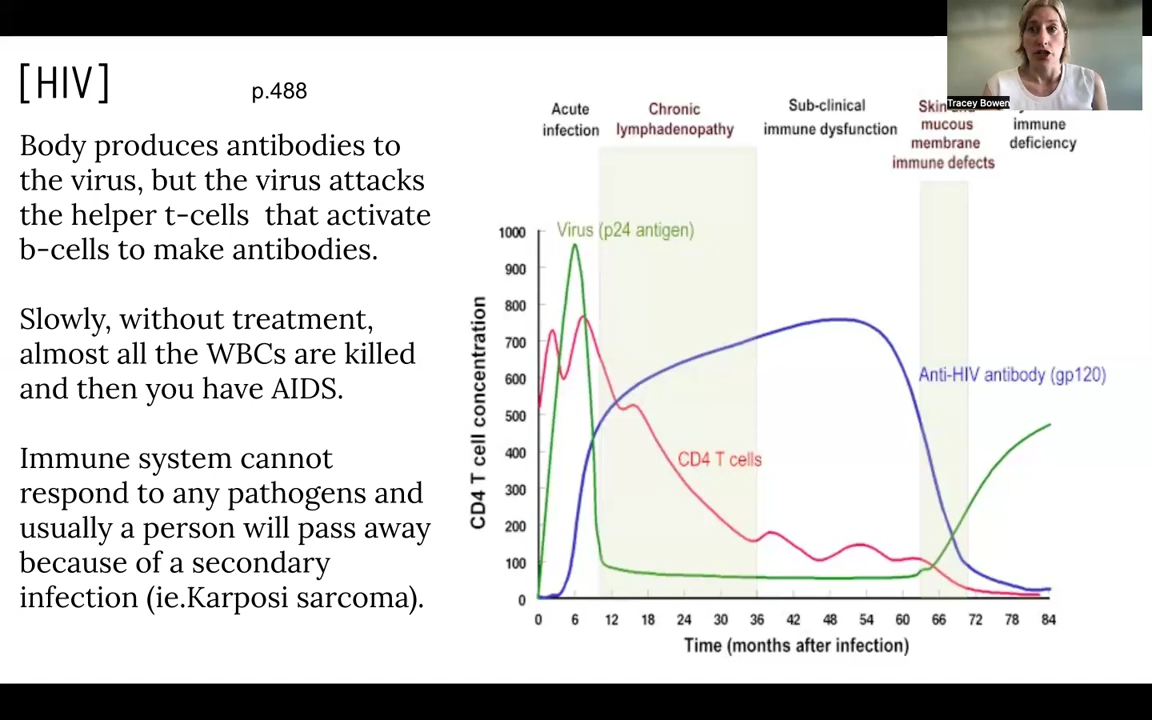 [HIV]
p.488
Body produces antibodies to
the virus, but the virus attacks
the helper t-cells that activate
b-cells to make antibodies.
Slowly, without treatment,
almost all the WBCs are killed
and then you have AIDS.
Immune system cannot
respond to any pathogens and
usually a person will pass away
because of a secondary
infection (ie.Karposi sarcoma).
Tracey Bowen
Acute
infection
Chronic
lymphadenopathy
Sub-clinical
immune dysfunction
Skin and
mucous
membrane
immune defects
immune
deficiency
Virus (p24 antigen)
Anti-HIV antibody (gp120)
CD4 T cells
CD4 T cell concentration
1000
900
800
700
600
500
400
300
200
100
0
0 6 12 18 24 30 36 42 48 54 60 66 72 78 84
Time (months after infection)